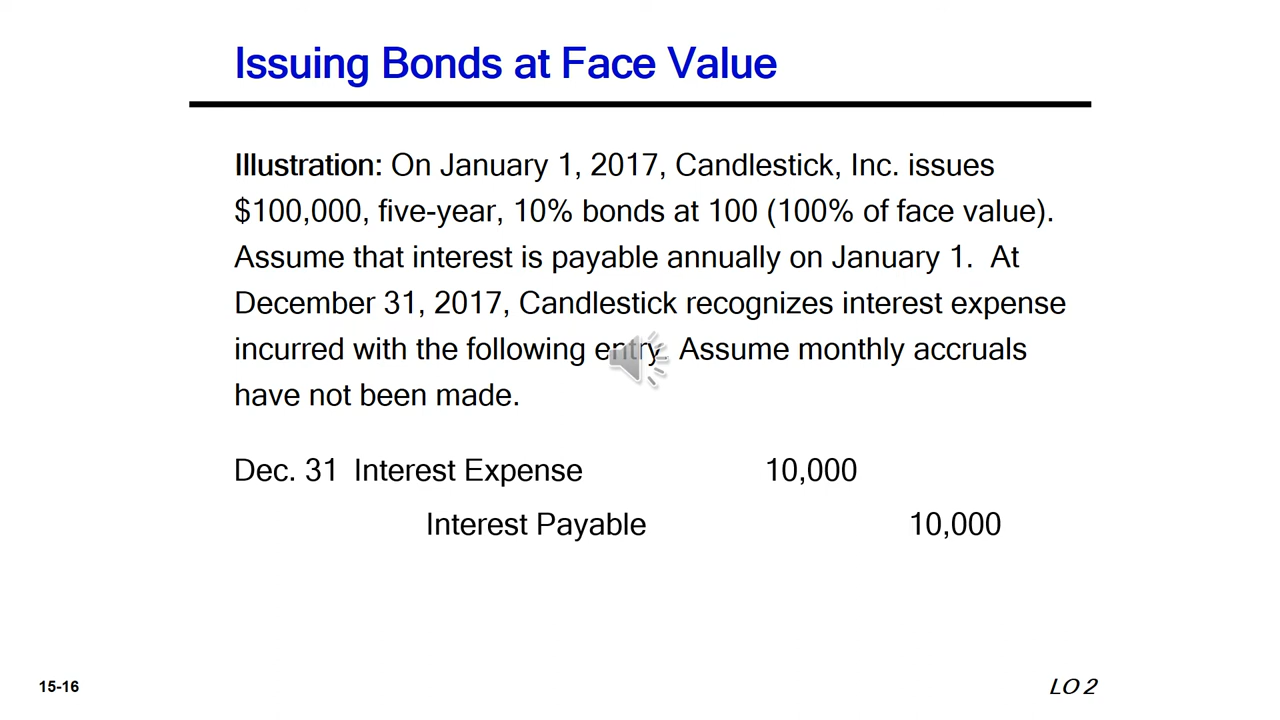 Issuing Bonds at Face Value
Illustration: On January 1, 2017, Candlestick, Inc. issues
$100,000, five-year, 10% bonds at 100 (100% of face value).
Assume that interest is payable annually on January 1. At
December 31, 2017, Candlestick recognizes interest expense
incurred with the following entry. Assume monthly accruals
have not been made.
Dec. 31 Interest Expense 10,000
Interest Payable 10,000
15-16 LO 2